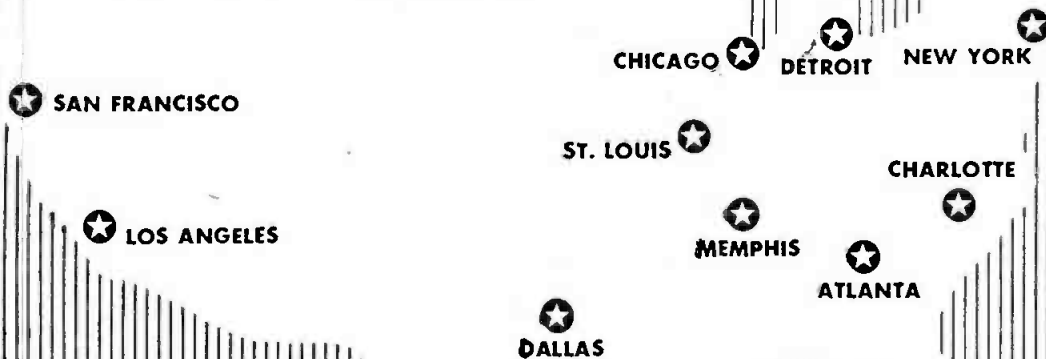 CHICAGO
DETROIT
NEW YORK
SAN FRANCISCO
ST. LOUIS
CHARLOTTE
LOS ANGELES
MEMPHIS
ATLANTA
DALLAS